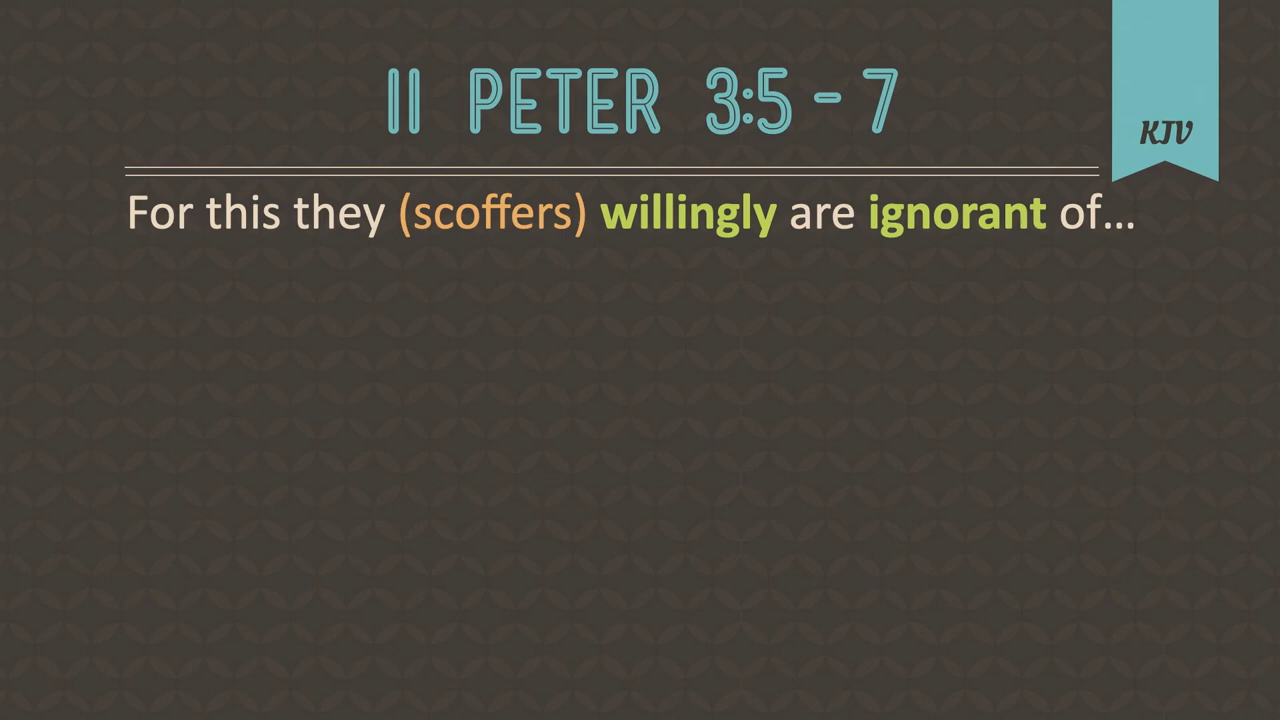 II PETER 3:5 - 7
KJV
For this they (scoffers) willingly are ignorant of...